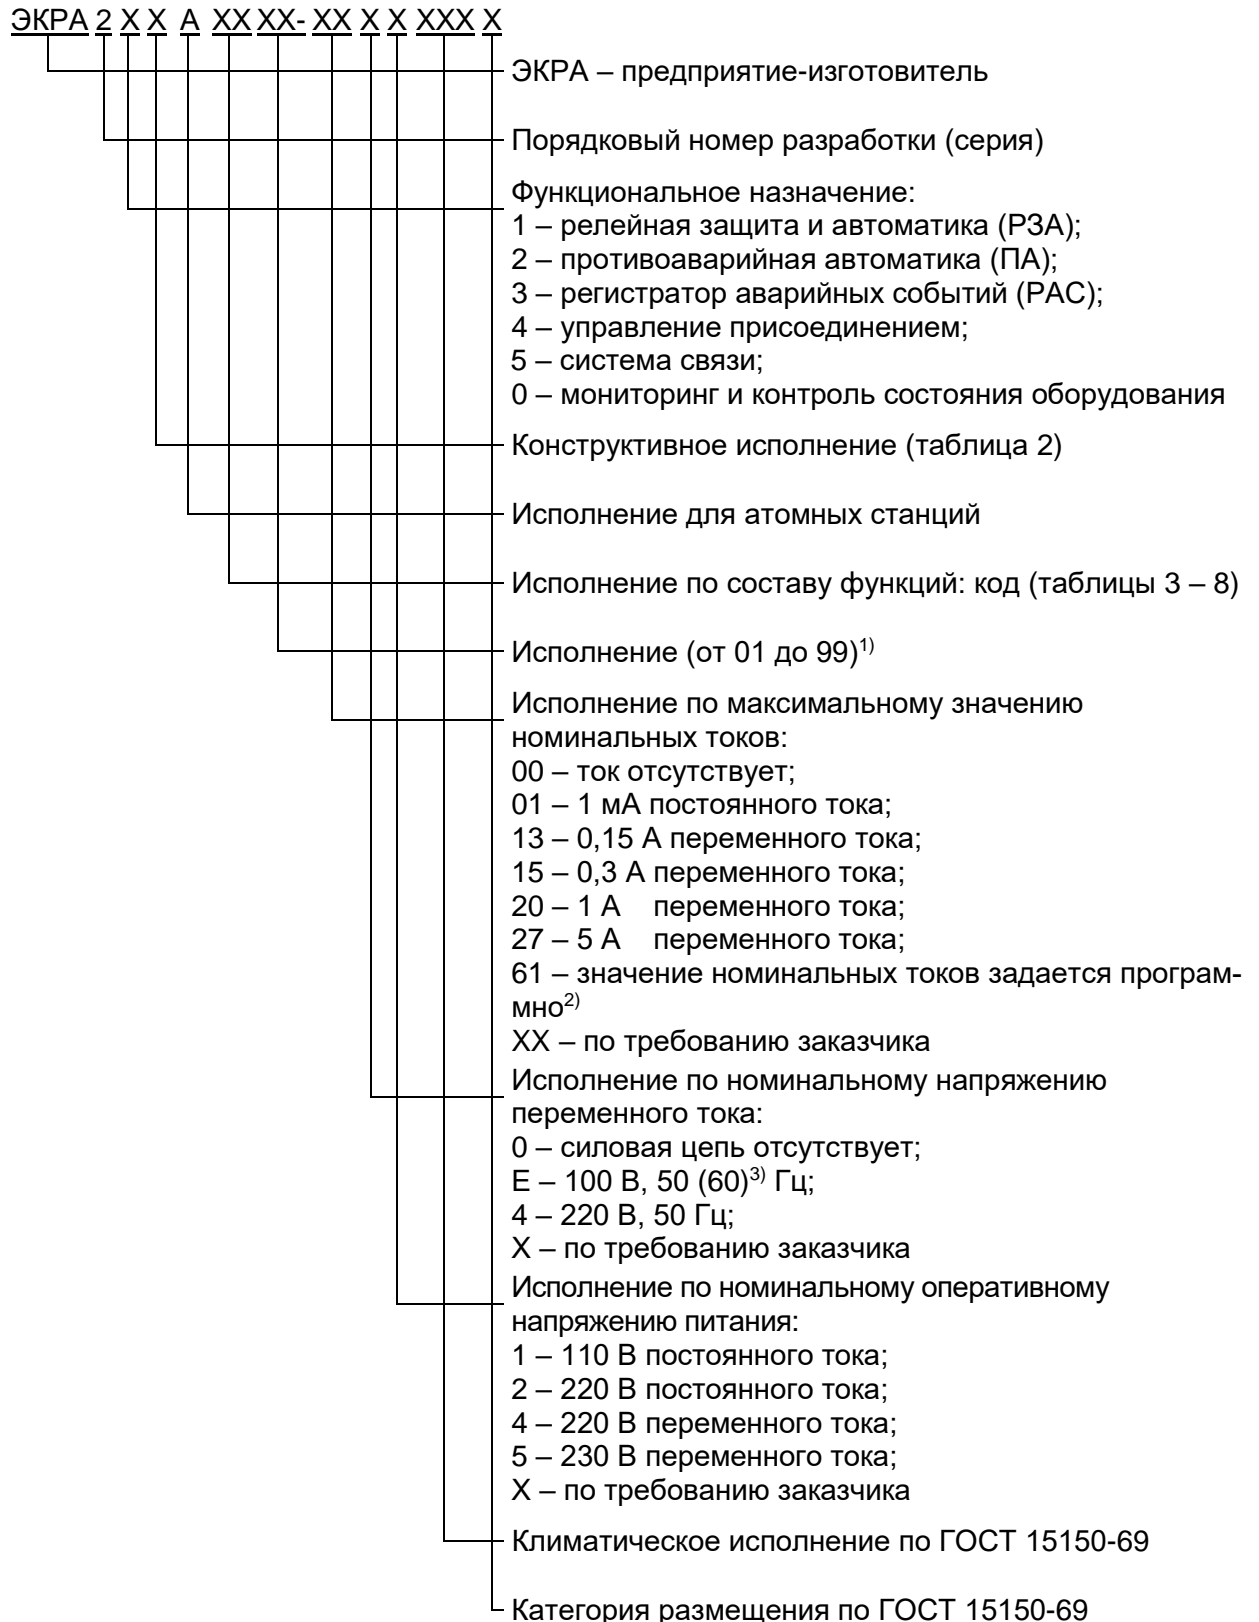 ЭКРА 2 Х Х А ХХ ХХ- ХХ Х Х ХХХ Х
ЭКРА – предприятие-изготовитель
Порядковый номер разработки (серия)
Функциональное назначение:
1 – релейная защита и автоматика (РЗА);
2 – противоаварийная автоматика (ПА);
3 – регистратор аварийных событий (РАС);
4 – управление присоединением;
5 – система связи;
0 – мониторинг и контроль состояния оборудования
Конструктивное исполнение (таблица 2)
Исполнение для атомных станций
Исполнение по составу функций: код (таблицы 3 – 8)
Исполнение (от 01 до 99)¹⁾
Исполнение по максимальному значению
номинальных токов:
00 – ток отсутствует;
01 – 1 мА постоянного тока;
13 – 0,15 А переменного тока;
15 – 0,3 А переменного тока;
20 – 1 А переменного тока;
27 – 5 А переменного тока;
61 – значение номинальных токов задается програм-
мно²⁾
ХХ – по требованию заказчика
Исполнение по номинальному напряжению
переменного тока:
0 – силовая цепь отсутствует;
Е – 100 В, 50 (60)³⁾ Гц;
4 – 220 В, 50 Гц;
Х – по требованию заказчика
Исполнение по номинальному оперативному
напряжению питания:
1 – 110 В постоянного тока;
2 – 220 В постоянного тока;
4 – 220 В переменного тока;
5 – 230 В переменного тока;
Х – по требованию заказчика
Климатическое исполнение по ГОСТ 15150-69
Категория размещения по ГОСТ 15150-69